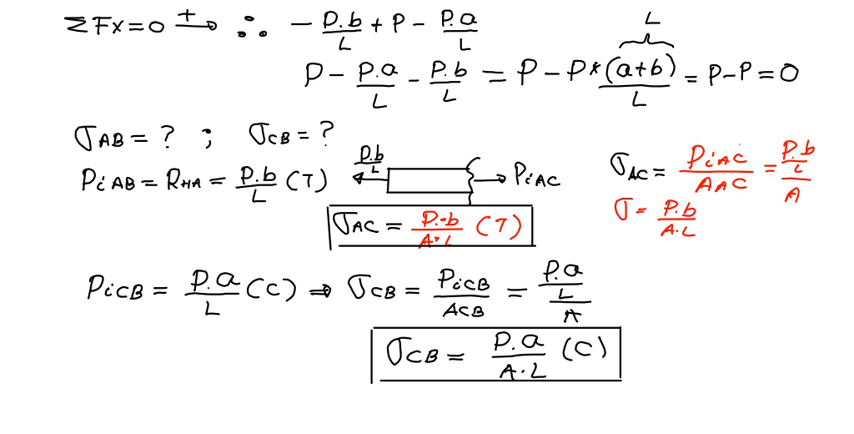 ΣFx=0 +→ ∴ -P.b/L + P - P.a/L
L
P - P.a/L - P.b/L = P - P*(a+b)/L = P-P=0
σAB = ? ; σCB = ?
PiAB = RHA = P.b/L (T)
P.b/L PiAC
σAC = PiAC/AAC = P.b/L/A
σ = P.b/A.L
σAC = P.b/A.L (T)
PiCB = P.a/L (C) ⇒ σCB = PiCB/ACB = P.a/L/A
σCB = P.a/A.L (C)